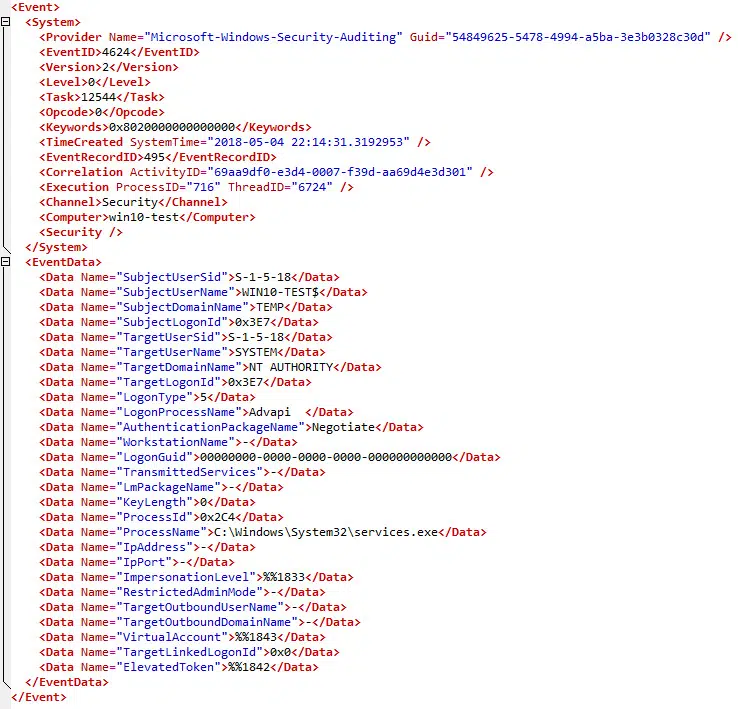 <Event>
<System>
<Provider Name="Microsoft-Windows-Security-Auditing" Guid="54849625-5478-4994-a5ba-3e3b0328c30d" />
<EventID>4624</EventID>
<Version>2</Version>
<Level>0</Level>
<Task>12544</Task>
<Opcode>0</Opcode>
<Keywords>0x8020000000000000</Keywords>
<TimeCreated SystemTime="2018-05-04 22:14:31.3192953" />
<EventRecordID>495</EventRecordID>
<Correlation ActivityID="69aa9df0-e3d4-0007-f39d-aa69d4e3d301" />
<Execution ProcessID="716" ThreadID="6724" />
<Channel>Security</Channel>
<Computer>win10-test</Computer>
<Security />
</System>
<EventData>
<Data Name="SubjectUserSid">S-1-5-18</Data>
<Data Name="SubjectUserName">WIN10-TEST$</Data>
<Data Name="SubjectDomainName">TEMP</Data>
<Data Name="SubjectLogonId">0x3E7</Data>
<Data Name="TargetUserSid">S-1-5-18</Data>
<Data Name="TargetUserName">SYSTEM</Data>
<Data Name="TargetDomainName">NT AUTHORITY</Data>
<Data Name="TargetLogonId">0x3E7</Data>
<Data Name="LogonType">5</Data>
<Data Name="LogonProcessName">Advapi  </Data>
<Data Name="AuthenticationPackageName">Negotiate</Data>
<Data Name="WorkstationName">-</Data>
<Data Name="LogonGuid">00000000-0000-0000-0000-000000000000</Data>
<Data Name="TransmittedServices">-</Data>
<Data Name="LmPackageName">-</Data>
<Data Name="KeyLength">0</Data>
<Data Name="ProcessId">0x2C4</Data>
<Data Name="ProcessName">C:\Windows\System32\services.exe</Data>
<Data Name="IpAddress">-</Data>
<Data Name="IpPort">-</Data>
<Data Name="ImpersonationLevel">%%1833</Data>
<Data Name="RestrictedAdminMode">-</Data>
<Data Name="TargetOutboundUserName">-</Data>
<Data Name="TargetOutboundDomainName">-</Data>
<Data Name="VirtualAccount">%%1843</Data>
<Data Name="TargetLinkedLogonId">0x0</Data>
<Data Name="ElevatedToken">%%1842</Data>
</EventData>
</Event>